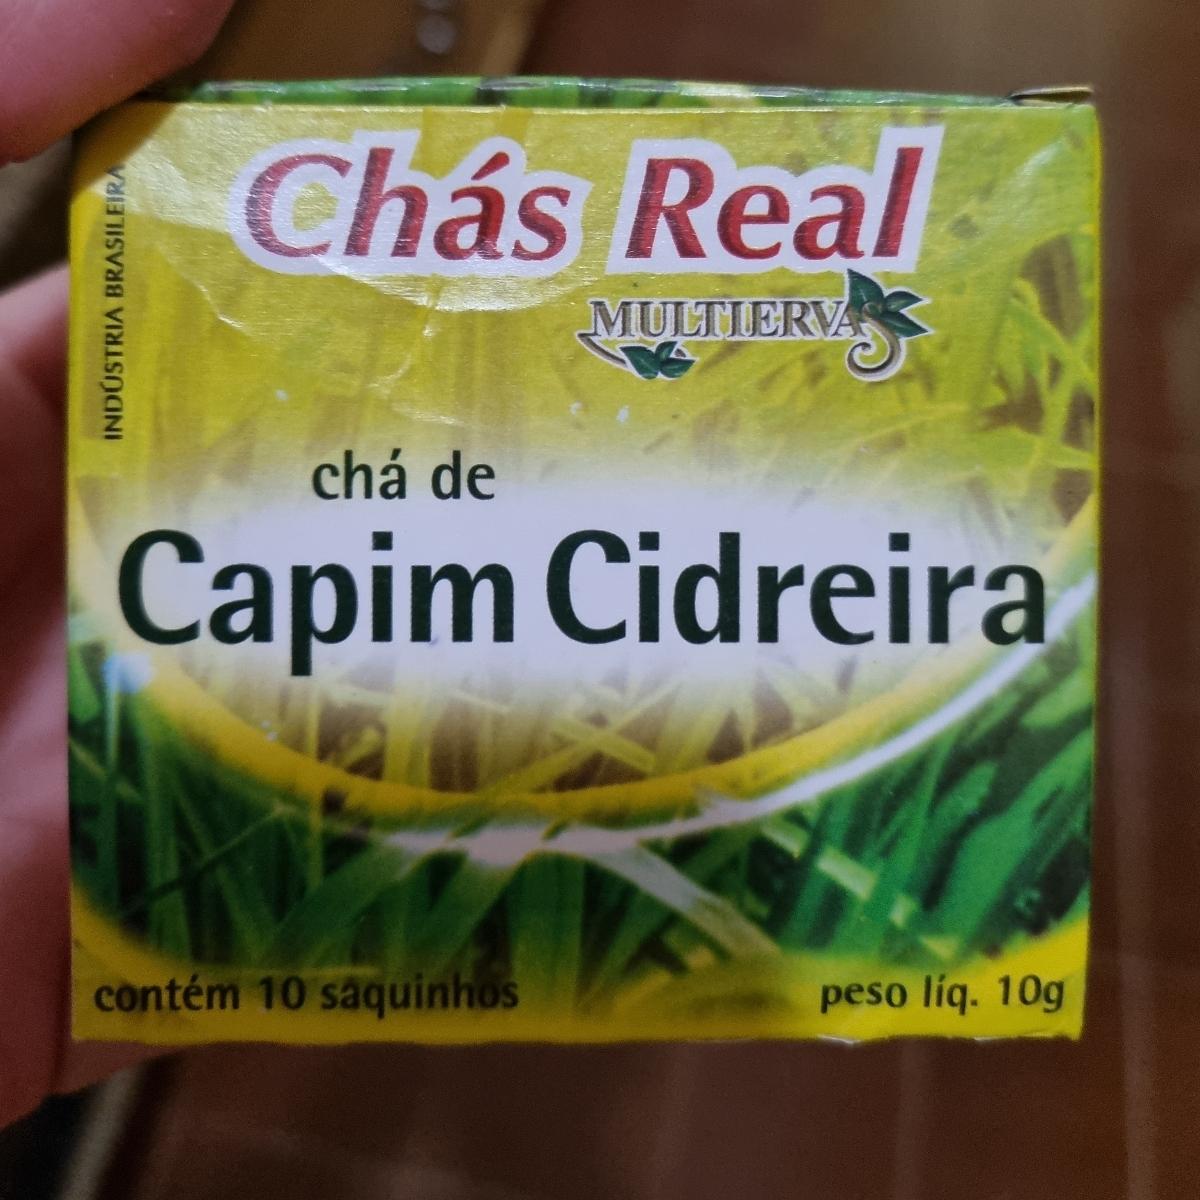 Chás Real
MULTIERVAS
INDÚSTRIA BRASILEIRA
chá de
Capim Cidreira
contém 10 saquinhos
peso líq. 10g